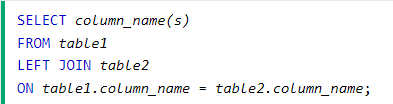 SELECT column_name(s)
FROM table1
LEFT JOIN table2
ON table1.column_name = table2.column_name;